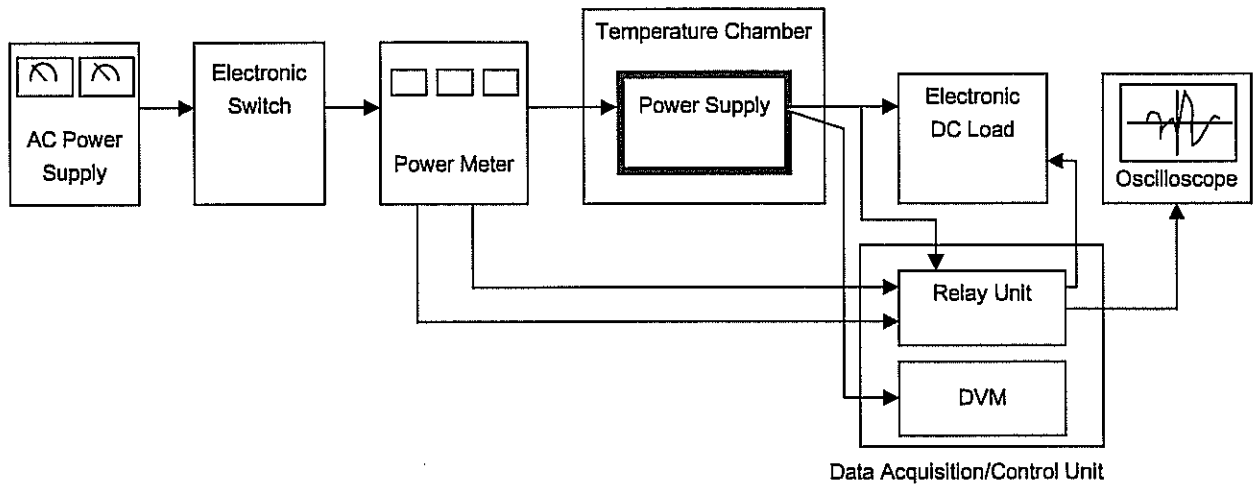 AC Power
Supply
Electronic
Switch
Power Meter
Temperature Chamber
Power Supply
Electronic
DC Load
Oscilloscope
Relay Unit
DVM
Data Acquisition/Control Unit